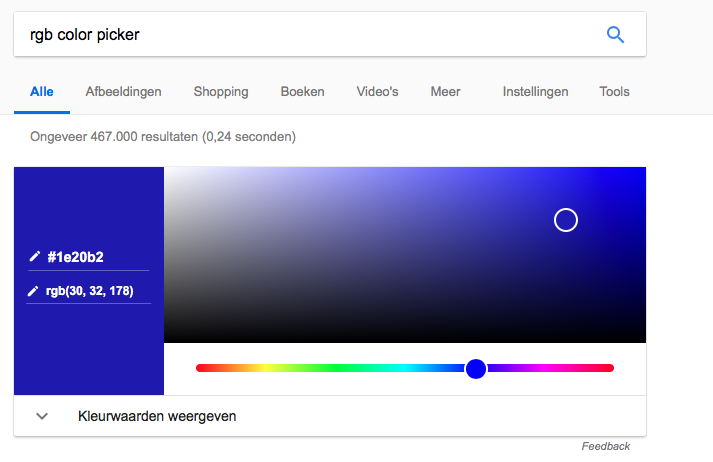 rgb color picker
Alle Afbeeldingen Shopping Boeken Video's Meer Instellingen Tools
Ongeveer 467.000 resultaten (0,24 seconden)
#1e20b2
rgb(30, 32, 178)
Kleurwaarden weergeven
Feedback